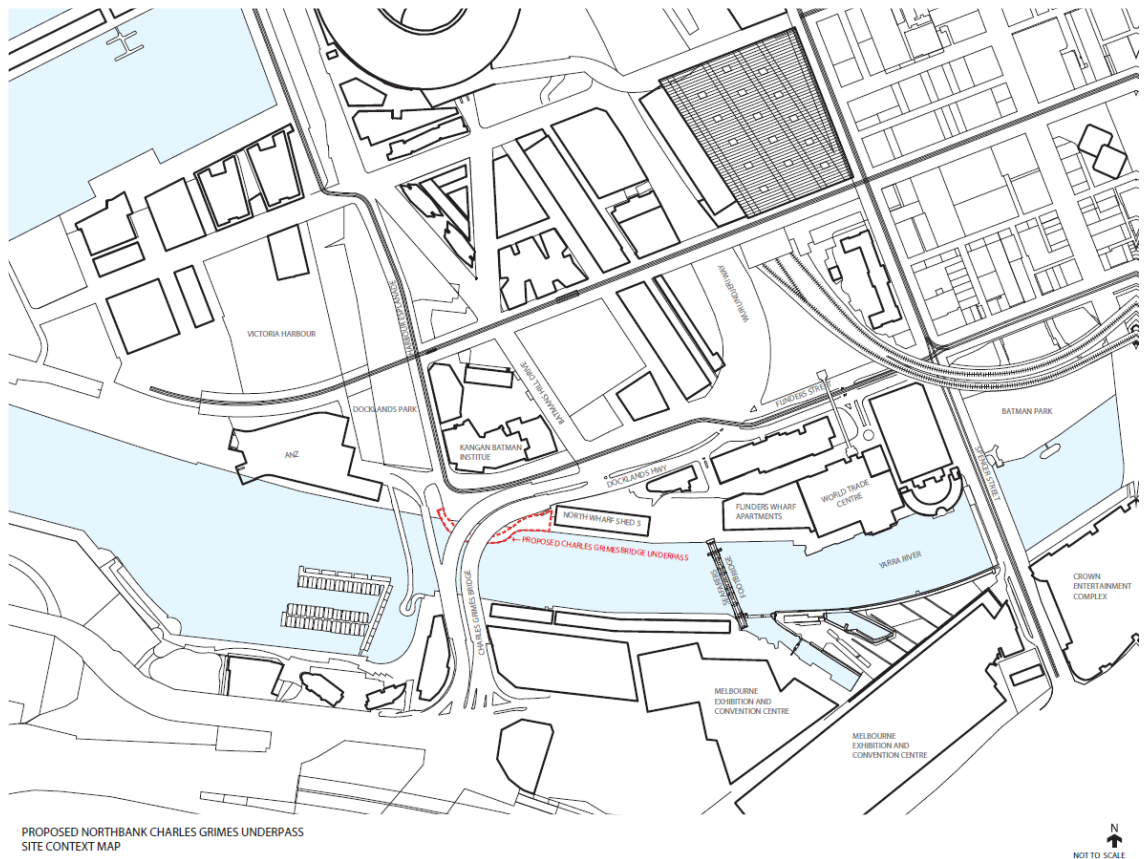 WURUNDJERI WAY
HARBOUR ESPLANADE
VICTORIA HARBOUR
DOCKLANDS PARK
BATMANS HILL DRIVE
FLINDERS STREET
BATMAN PARK
ANZ
KANGAN BATMAN
INSTITUE
DOCKLANDS HWY
SPENCER STREET
WORLD TRADE
CENTRE
FLINDERS WHARF
APARTMENTS
NORTH WHARF SHED 5
← PROPOSED CHARLES GRIMES BRIDGE UNDERPASS
YARRA RIVER
SEAFARERS
FOOTBRIDGE
CROWN
ENTERTAINMENT
COMPLEX
CHARLES GRIMES BRIDGE
MELBOURNE
EXHIBITION AND
CONVENTION CENTRE
MELBOURNE
EXHIBITION AND
CONVENTION CENTRE
PROPOSED NORTHBANK CHARLES GRIMES UNDERPASS
SITE CONTEXT MAP
N
NOT TO SCALE